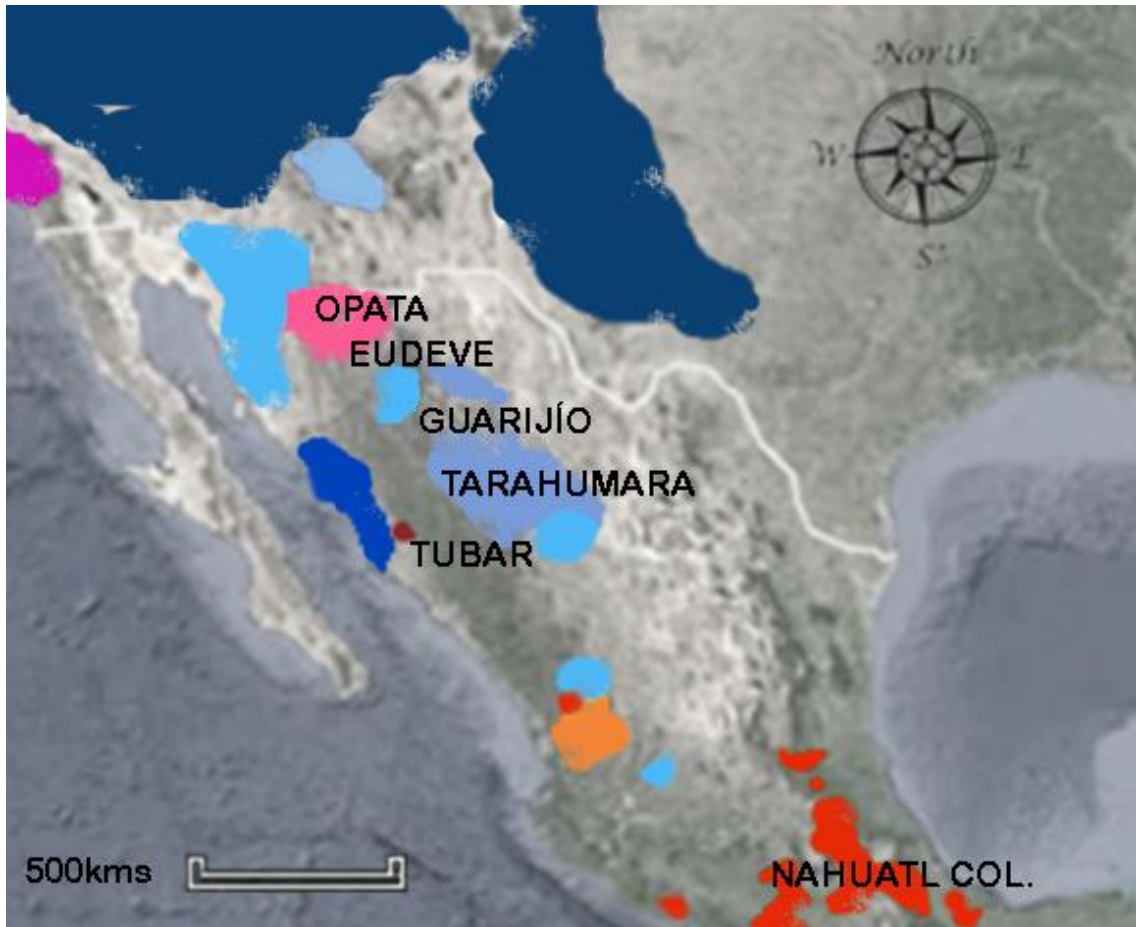 North
W
E
S
OPATA
EUDEVE
GUARIJÍO
TARAHUMARA
TUBAR
500kms
NAHUATL COL.